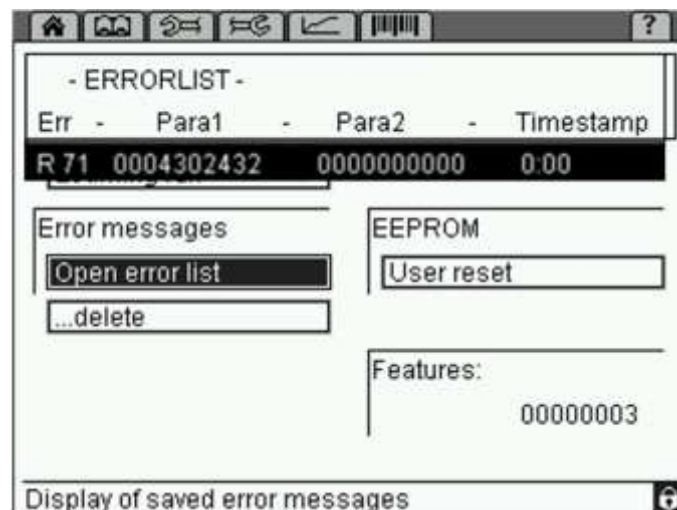 ?
- ERRORLIST -
Err - Para1 - Para2 - Timestamp
R 71 0004302432 0000000000 0:00
Error messages
Open error list
...delete
EEPROM
User reset
Features:
00000003
Display of saved error messages